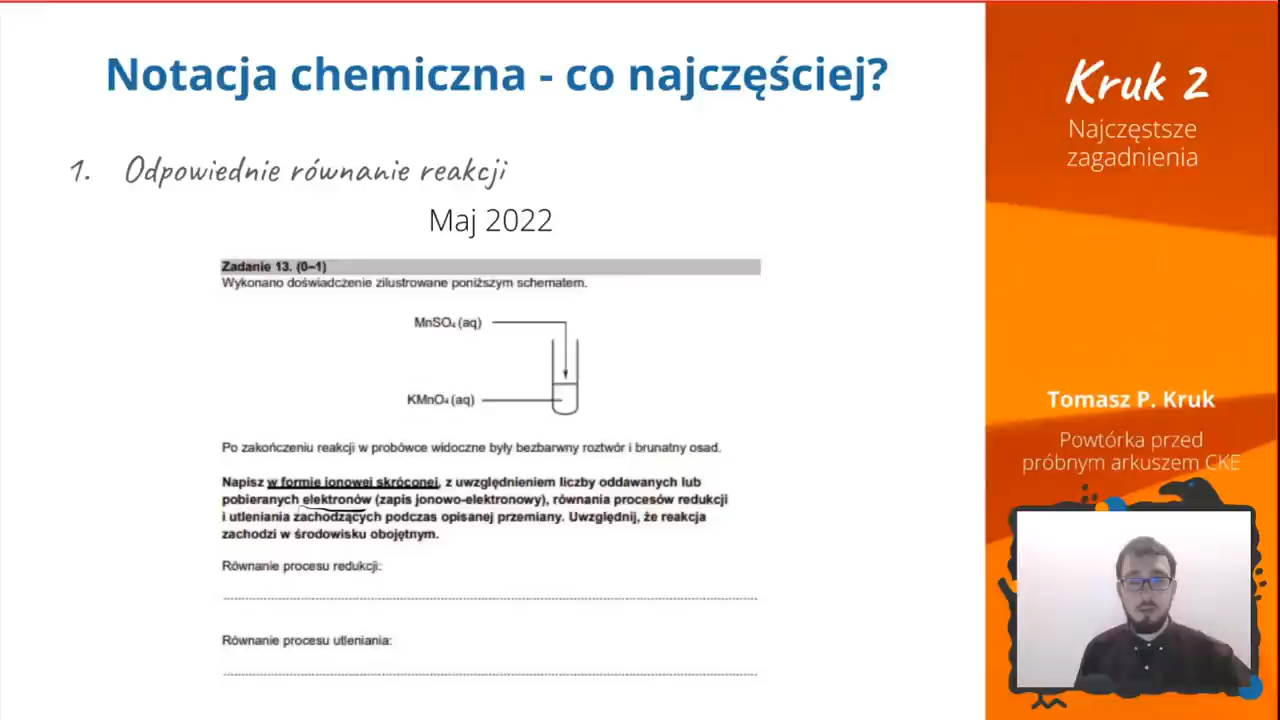 Notacja chemiczna - co najczęściej?
1. Odpowiednie równanie reakcji
Maj 2022
Zadanie 13. (0–1)
Wykonano doświadczenie zilustrowane poniższym schematem.
MnSO₄ (aq)
KMnO₄ (aq)
Po zakończeniu reakcji w probówce widoczne były bezbarwny roztwór i brunatny osad.
Napisz w formie jonowej skróconej, z uwzględnieniem liczby oddawanych lub
pobieranych elektronów (zapis jonowo-elektronowy), równania procesów redukcji
i utleniania zachodzących podczas opisanej przemiany. Uwzględnij, że reakcja
zachodzi w środowisku obojętnym.
Równanie procesu redukcji:
Równanie procesu utleniania:
Kruk 2
Najczęstsze
zagadnienia
Tomasz P. Kruk
Powtórka przed
próbnym arkuszem CKE